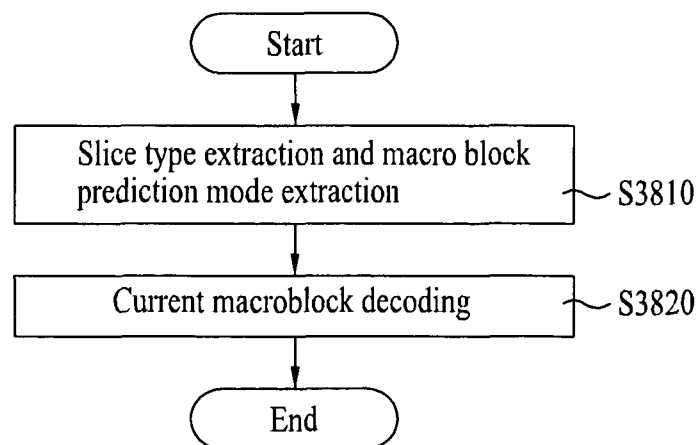 Start
Slice type extraction and macro block
prediction mode extraction
S3810
Current macroblock decoding
S3820
End